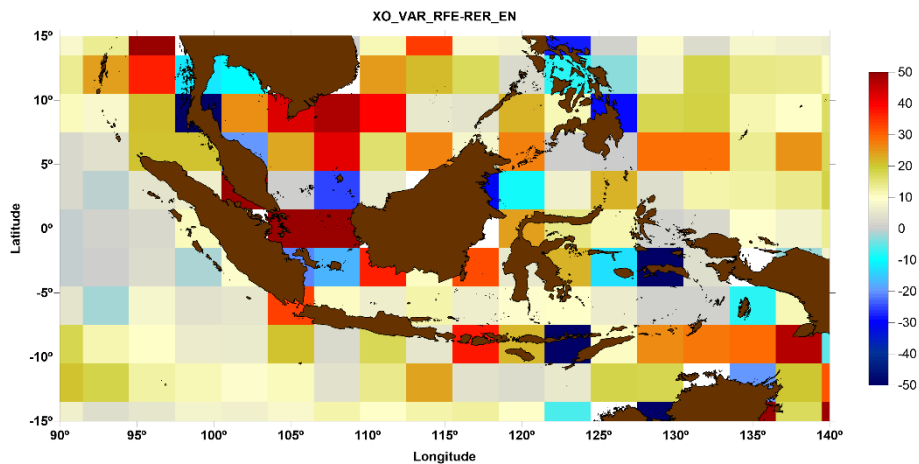 XO_VAR_RFE-RER_EN
15º
10º
5º
0º
-5º
-10º
-15º
Latitude
90º 95º 100º 105º 110º 115º 120º 125º 130º 135º 140º
Longitude
50
40
30
20
10
0
-10
-20
-30
-40
-50